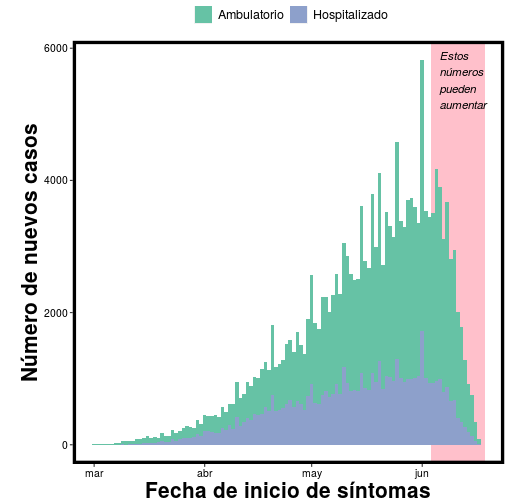 Ambulatorio Hospitalizado
6000
Estos
números
pueden
aumentar
4000
2000
0
Número de nuevos casos
mar abr may jun
Fecha de inicio de síntomas